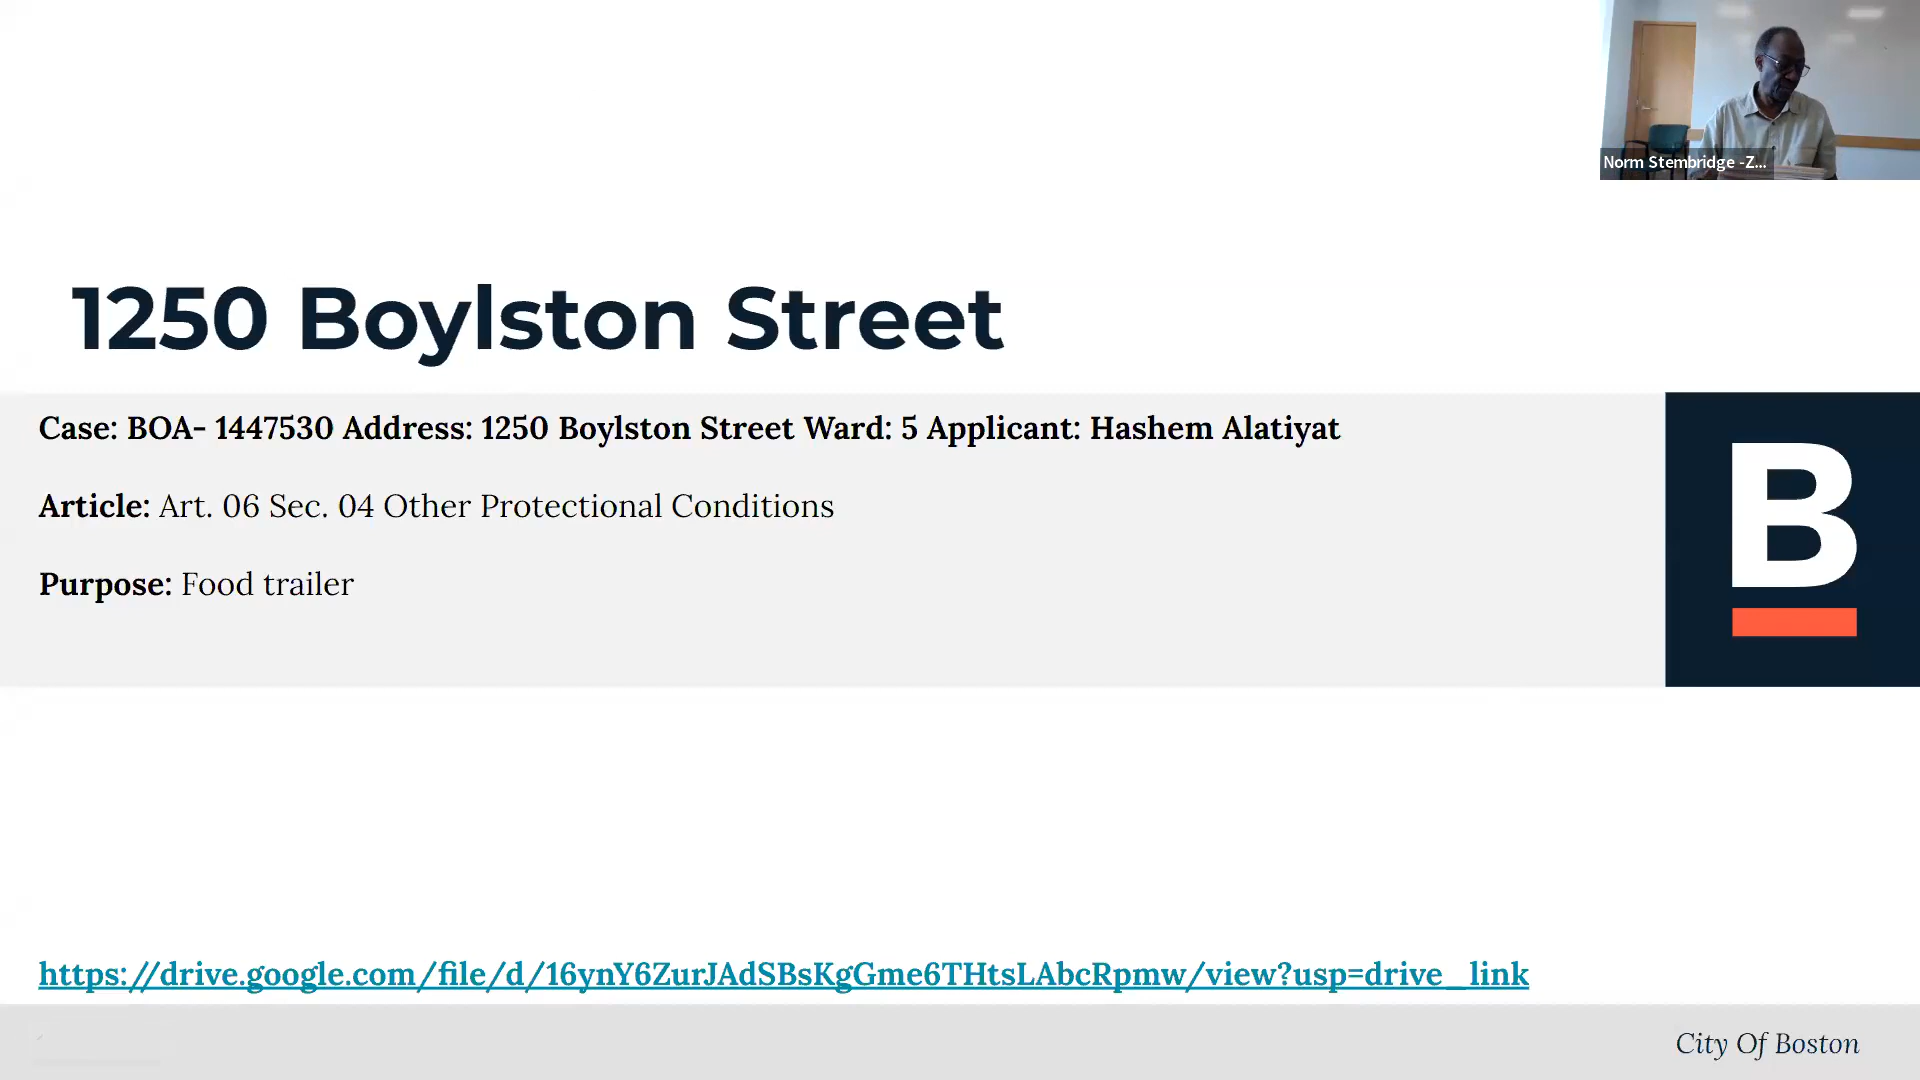 Norm Stembridge -Z...
1250 Boylston Street
Case: BOA- 1447530 Address: 1250 Boylston Street Ward: 5 Applicant: Hashem Alatiyat
Article: Art. 06 Sec. 04 Other Protectional Conditions
Purpose: Food trailer
B
https://drive.google.com/file/d/16ynY6ZurJAdSBsKgGme6THtsLAbcRpmw/view?usp=drive_link
City Of Boston